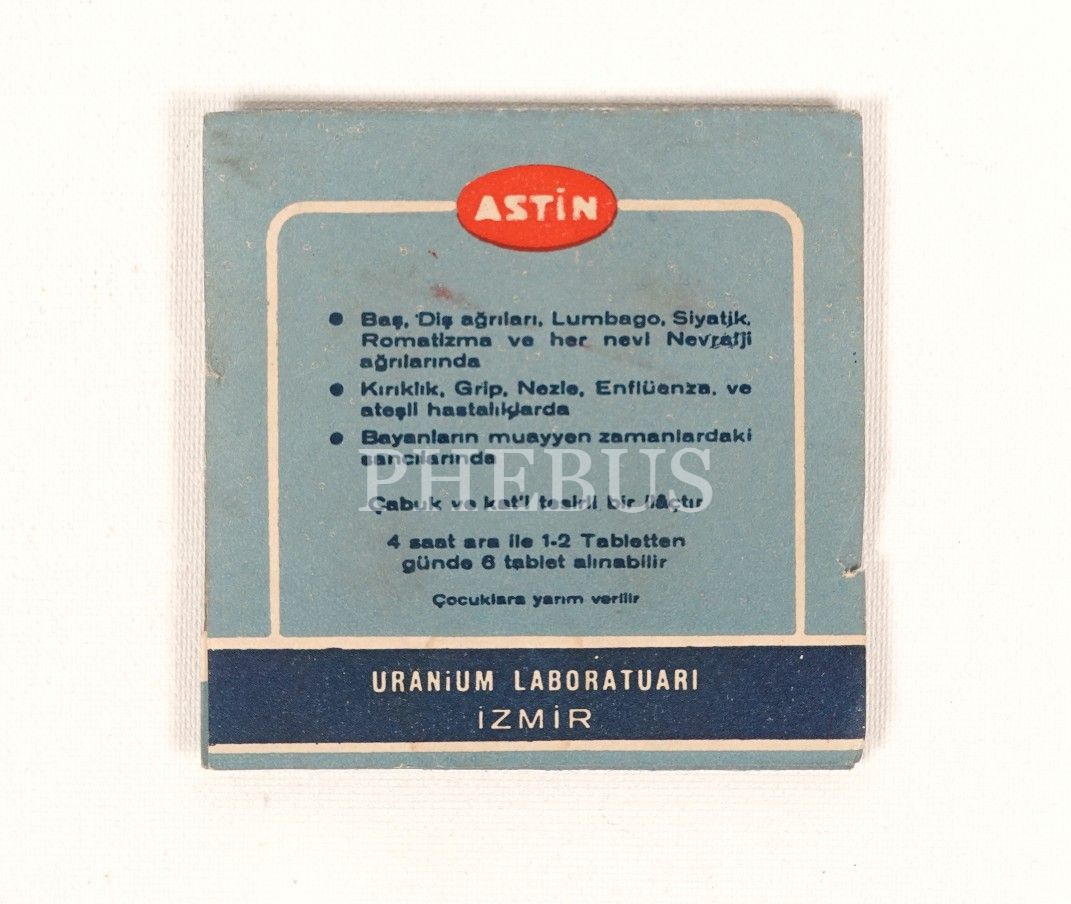 ASTİN
• Baş, Diş ağrıları, Lumbago, Siyatik,
Romatizma ve her nevi Nevralji
ağrılarında
• Kırıklık, Grip, Nezle, Enflüenza, ve
ateşli hastalıklarda
• Bayanların muayyen zamanlardaki
sancılarında
PHEBUS
Çabuk ve kat'i tesirli bir ilâçtır
4 saat ara ile 1-2 Tabletten
günde 6 tablet alınabilir
Çocuklara yarım verilir
URANİUM LABORATUARI
İZMİR